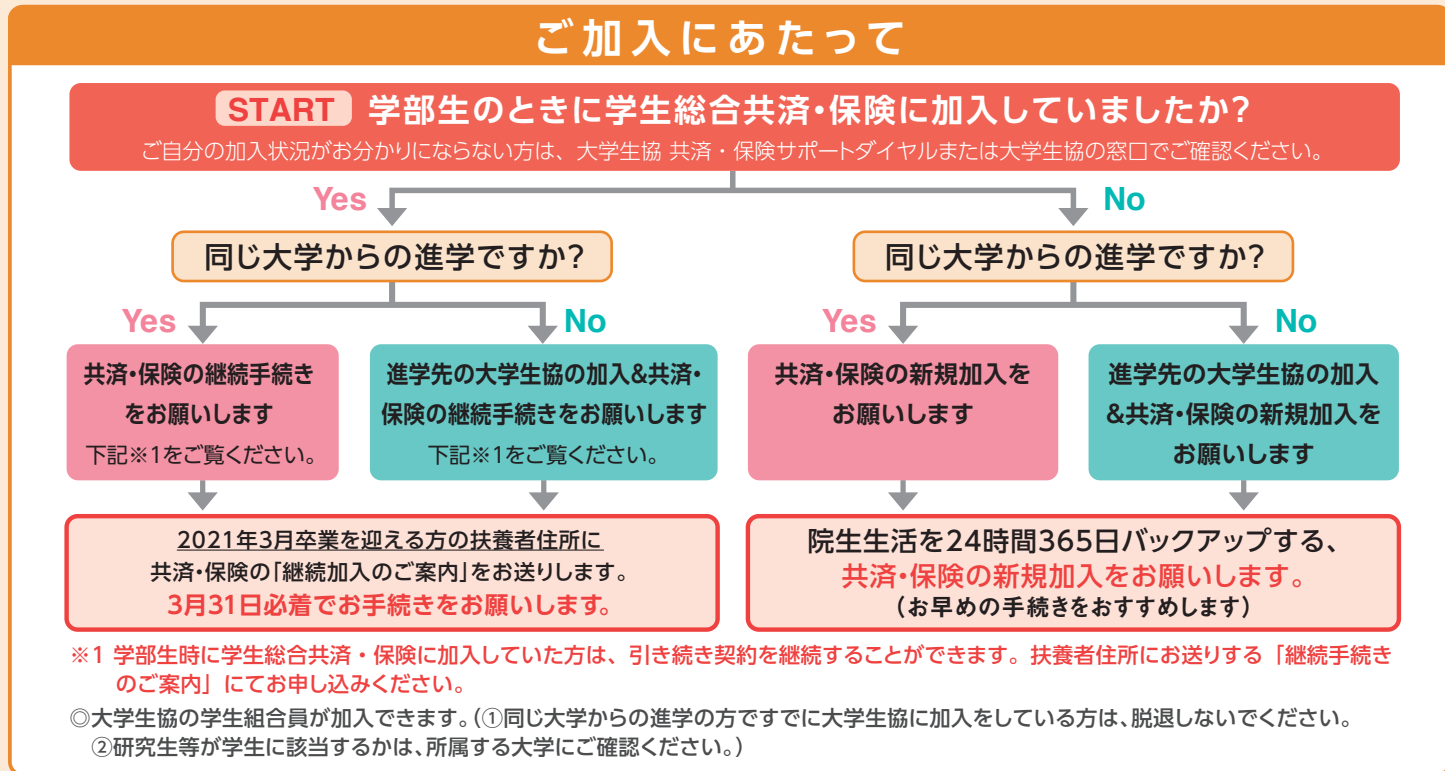 ご加入にあたって
START 学部生のときに学生総合共済・保険に加入していましたか?
ご自分の加入状況がお分かりにならない方は、大学生協 共済・保険サポートダイヤルまたは大学生協の窓口でご確認ください。
Yes
No
同じ大学からの進学ですか?
同じ大学からの進学ですか?
Yes
No
Yes
No
共済・保険の継続手続き
をお願いします
下記※1をご覧ください。
進学先の大学生協の加入&共済・
保険の継続手続きをお願いします
下記※1をご覧ください。
共済・保険の新規加入を
お願いします
進学先の大学生協の加入
&共済・保険の新規加入を
お願いします
2021年3月卒業を迎える方の扶養者住所に
共済・保険の「継続加入のご案内」をお送りします。
3月31日必着でお手続きをお願いします。
院生生活を24時間365日バックアップする、
共済・保険の新規加入をお願いします。
(お早めの手続きをおすすめします)
※1 学部生時に学生総合共済・保険に加入していた方は、引き続き契約を継続することができます。扶養者住所にお送りする「継続手続き
のご案内」にてお申し込みください。
◎大学生協の学生組合員が加入できます。(①同じ大学からの進学の方ですでに大学生協に加入をしている方は、脱退しないでください。
②研究生等が学生に該当するかは、所属する大学にご確認ください。)